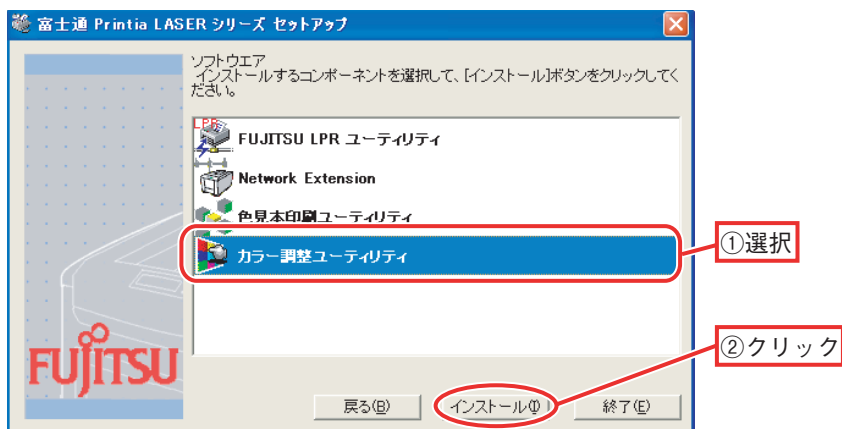 富士通 Printia LASER シリーズ セットアップ
ソフトウエア
インストールするコンポーネントを選択して、[インストール]ボタンをクリックしてく
ださい。
LPR
FUJITSU LPR ユーティリティ
Network Extension
色見本印刷ユーティリティ
カラー調整ユーティリティ
①選択
②クリック
FUJITSU
戻る(B)
インストール(I)
終了(E)